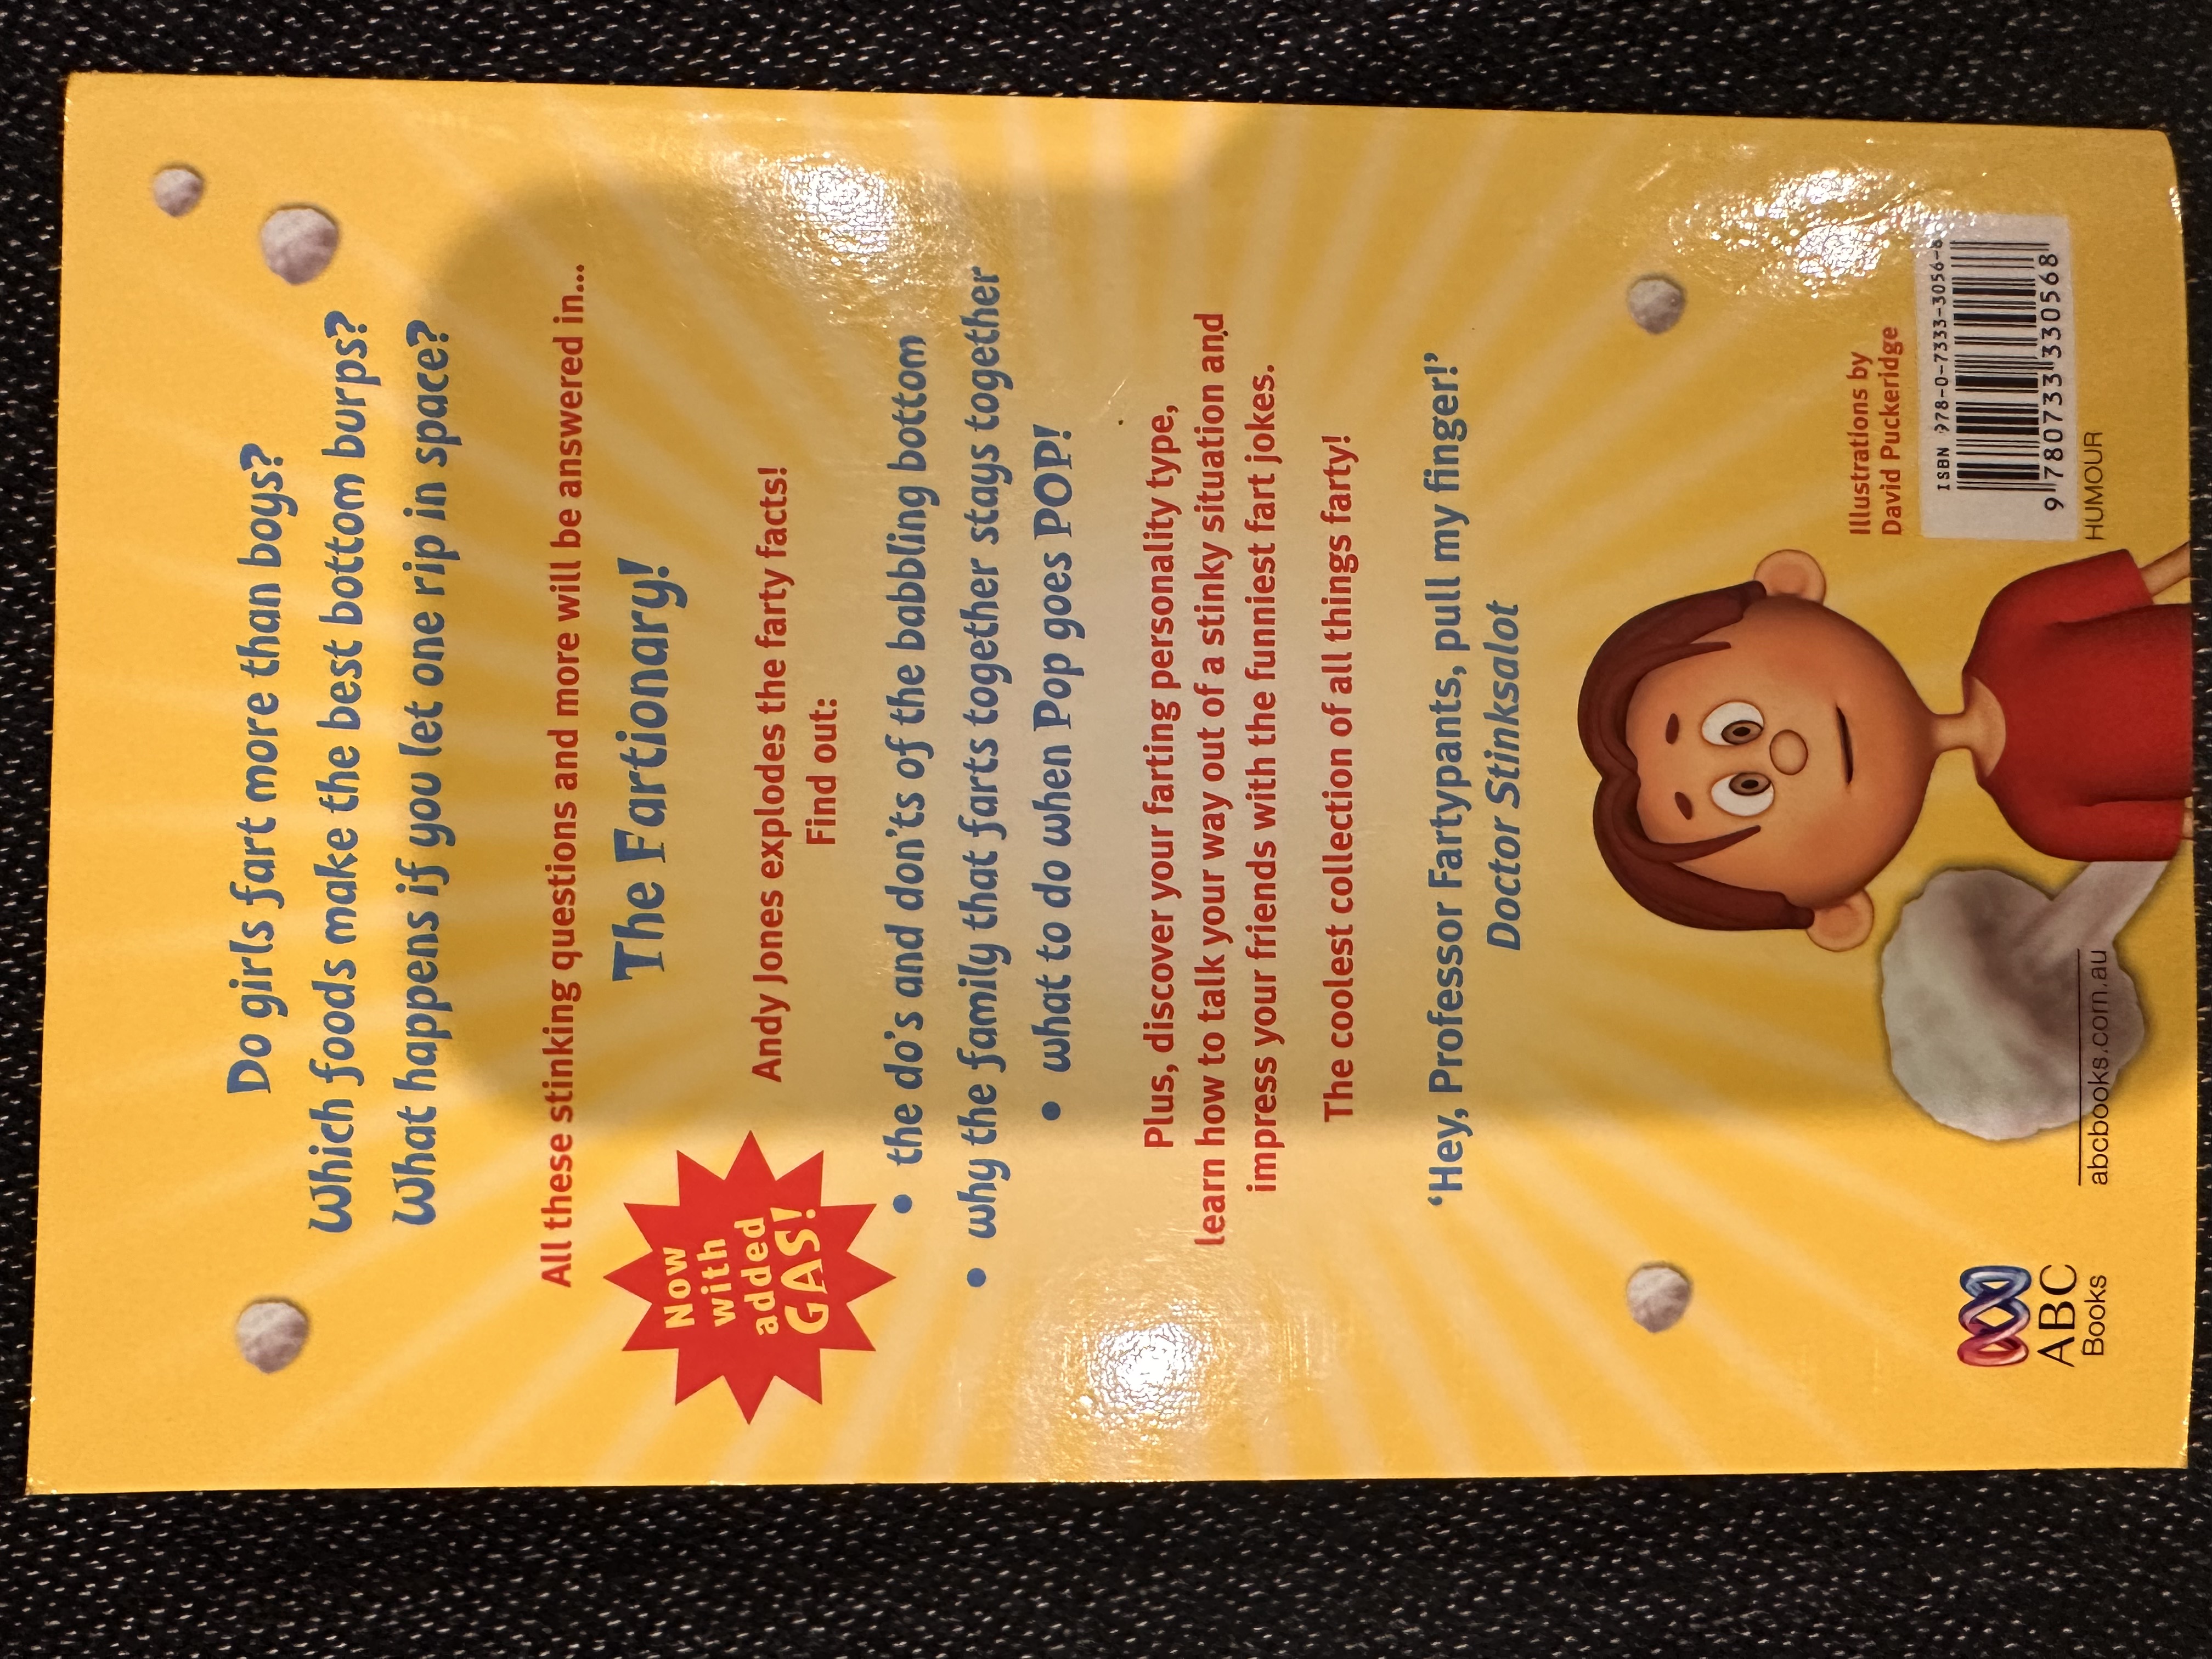 Do girls fart more than boys?
Which foods make the best bottom burps?
What happens if you let one rip in space?
All these stinking questions and more will be answered in...
The Fartionary!
Now
with
added
GAS!
Andy Jones explodes the farty facts!
Find out:
• the do's and don'ts of the babbling bottom
• why the family that farts together stays together
• what to do when Pop goes POP!
Plus, discover your farting personality type,
learn how to talk your way out of a stinky situation and
impress your friends with the funniest fart jokes.
The coolest collection of all things farty!
‘Hey, Professor Fartypants, pull my finger!’
Doctor Stinksalot
Illustrations by
David Puckeridge
ISBN 978-0-7333-3056-8
9 780733 330568
HUMOUR
ABC
Books
abcbooks.com.au